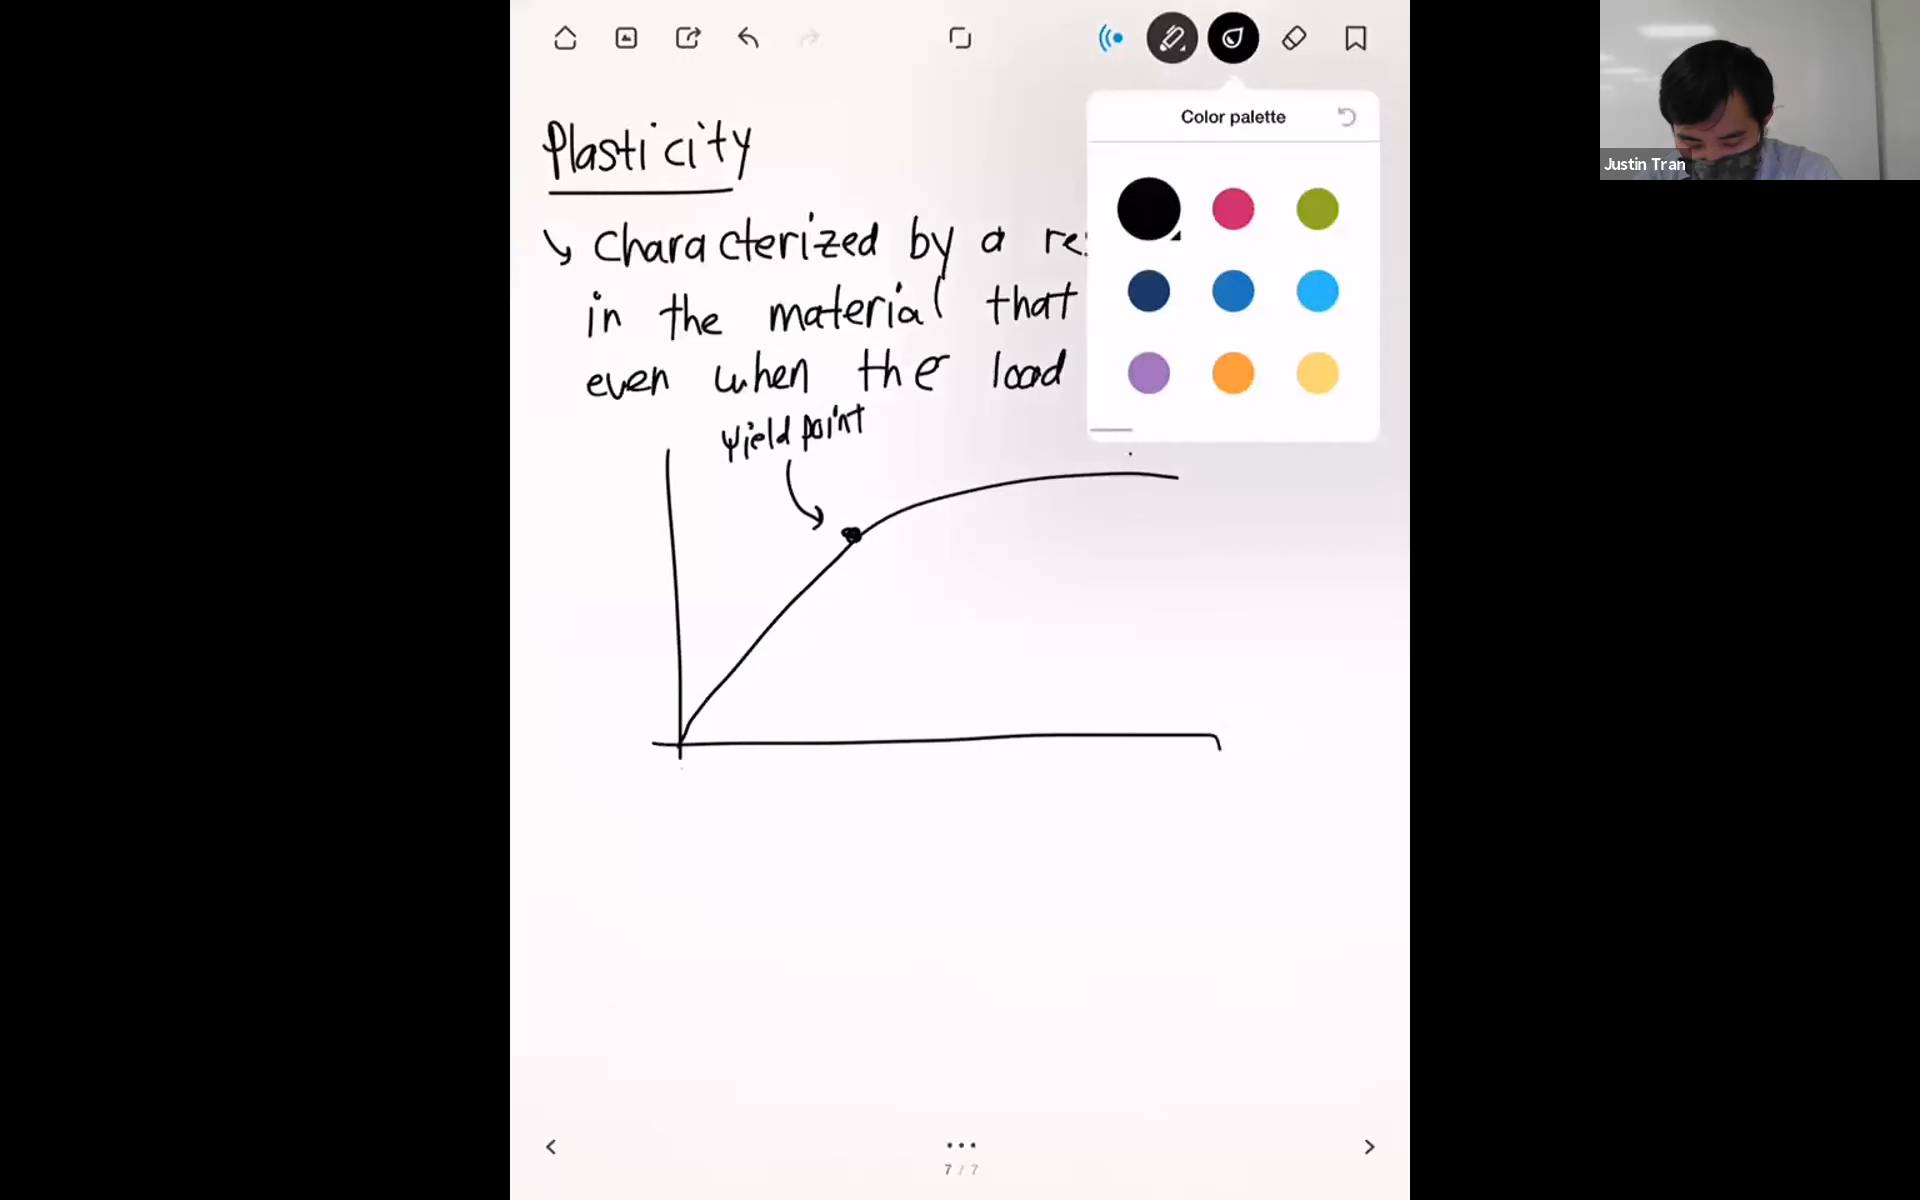 Color palette
Justin Tran
Plasticity
↳ Characterized by a re
in the material that
even when the load
Yield point
7 / 7